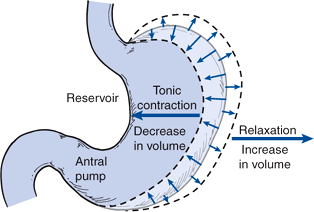 Reservoir
Tonic
contraction
Decrease
in volume
Relaxation
Increase
in volume
Antral
pump